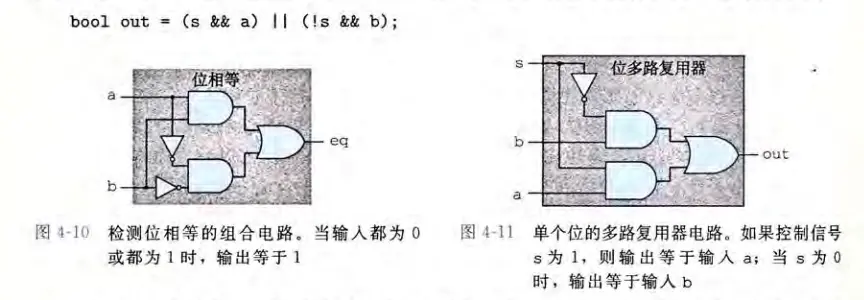 bool out = (s && a) || (!s && b);
位相等
a
b
eq
图 4-10 检测位相等的组合电路。当输入都为 0
或都为 1 时，输出等于 1
位多路复用器
s
b
a
out
图 4-11 单个位的多路复用器电路。如果控制信号
s 为 1，则输出等于输入 a；当 s 为 0
时，输出等于输入 b